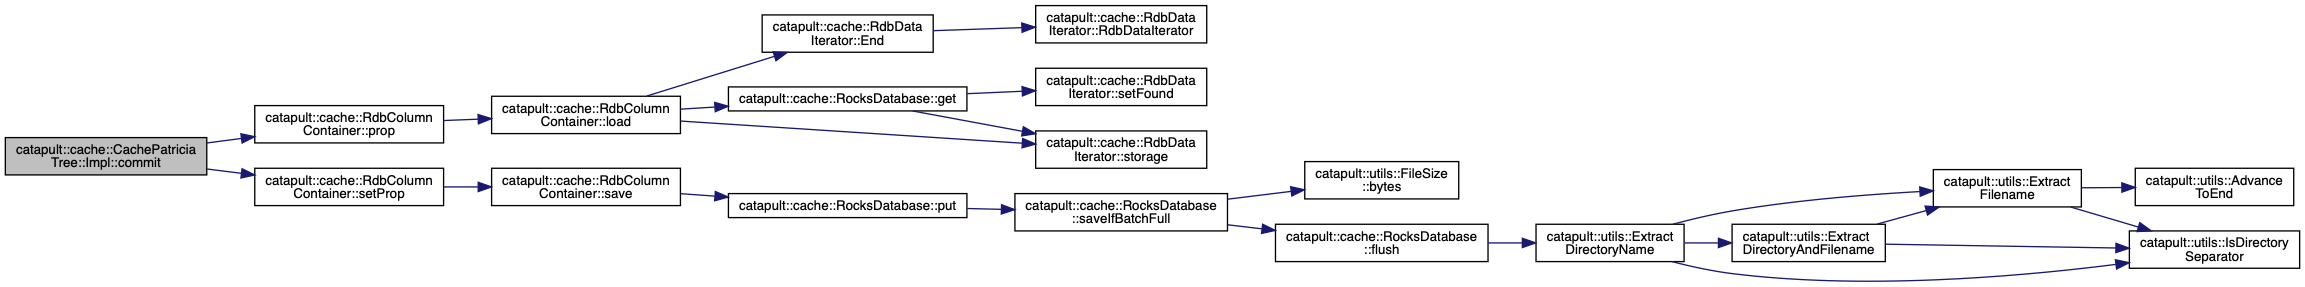 catapult::cache::CachePatricia
Tree::Impl::commit
catapult::cache::RdbColumn
Container::prop
catapult::cache::RdbColumn
Container::setProp
catapult::cache::RdbColumn
Container::load
catapult::cache::RdbColumn
Container::save
catapult::cache::RdbData
Iterator::End
catapult::cache::RocksDatabase::get
catapult::cache::RocksDatabase::put
catapult::cache::RdbData
Iterator::RdbDataIterator
catapult::cache::RdbData
Iterator::setFound
catapult::cache::RdbData
Iterator::storage
catapult::cache::RocksDatabase
::saveIfBatchFull
catapult::utils::FileSize
::bytes
catapult::cache::RocksDatabase
::flush
catapult::utils::Extract
DirectoryName
catapult::utils::Extract
DirectoryAndFilename
catapult::utils::Extract
Filename
catapult::utils::Advance
ToEnd
catapult::utils::IsDirectory
Separator